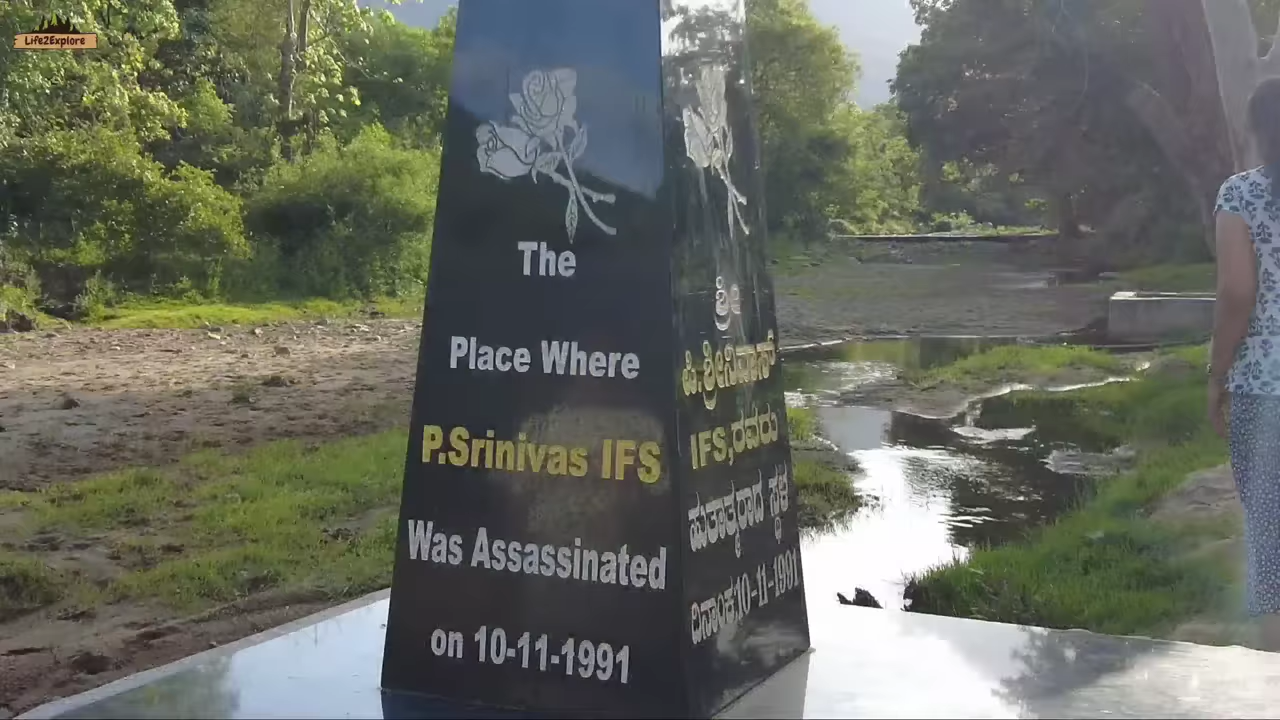 Life2Explore
The
Place Where
P.Srinivas IFS
Was Assassinated
on 10-11-1991
ಶ್ರೀ
ಪಿ.ಶ್ರೀನಿವಾಸ್
IFS,ರವರು
ಹುತಾತ್ಮರಾದ ಸ್ಥಳ
ದಿನಾಂಕ:10-11-1991